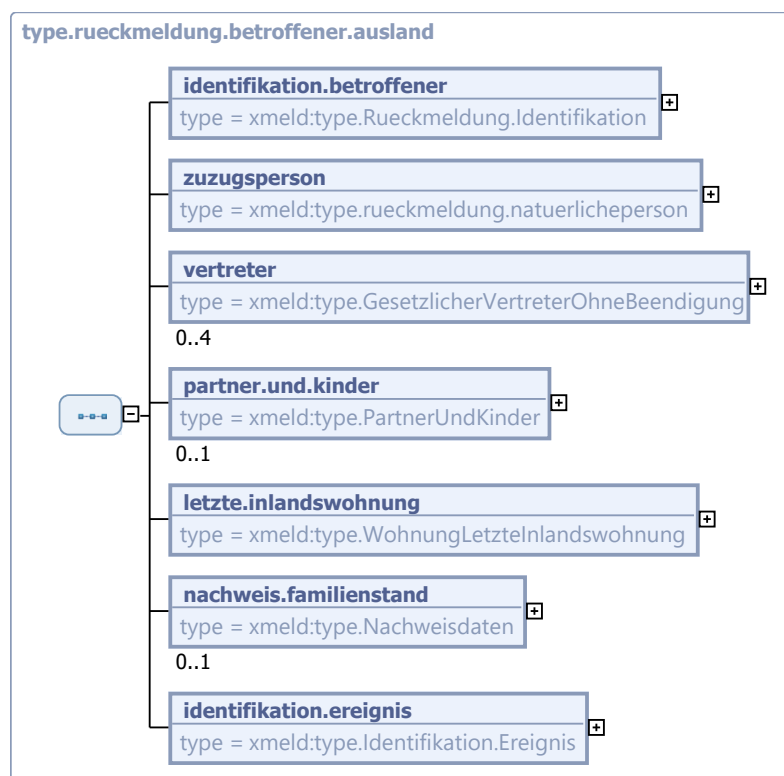 type.rueckmeldung.betroffener.ausland
identifikation.betroffener
type = xmeld:type.Rueckmeldung.Identifikation
zuzugsperson
type = xmeld:type.rueckmeldung.natuerlicheperson
vertreter
type = xmeld:type.GesetzlicherVertreterOhneBeendigung
0..4
partner.und.kinder
type = xmeld:type.PartnerUndKinder
0..1
letzte.inlandswohnung
type = xmeld:type.WohnungLetzteInlandswohnung
nachweis.familienstand
type = xmeld:type.Nachweisdaten
0..1
identifikation.ereignis
type = xmeld:type.Identifikation.Ereignis